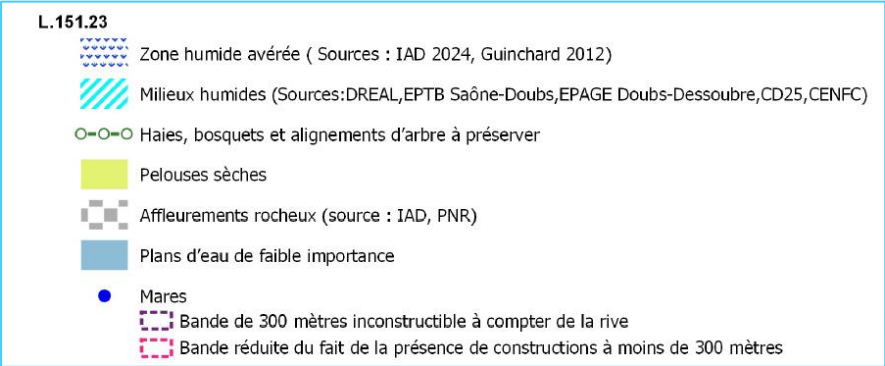 L.151.23
Zone humide avérée ( Sources : IAD 2024, Guinchard 2012)
Milieux humides (Sources:DREAL,EPTB Saône-Doubs,EPAGE Doubs-Dessoubre,CD25,CENFC)
Haies, bosquets et alignements d'arbre à préserver
Pelouses sèches
Affleurements rocheux (source : IAD, PNR)
Plans d'eau de faible importance
Mares
Bande de 300 mètres inconstructible à compter de la rive
Bande réduite du fait de la présence de constructions à moins de 300 mètres